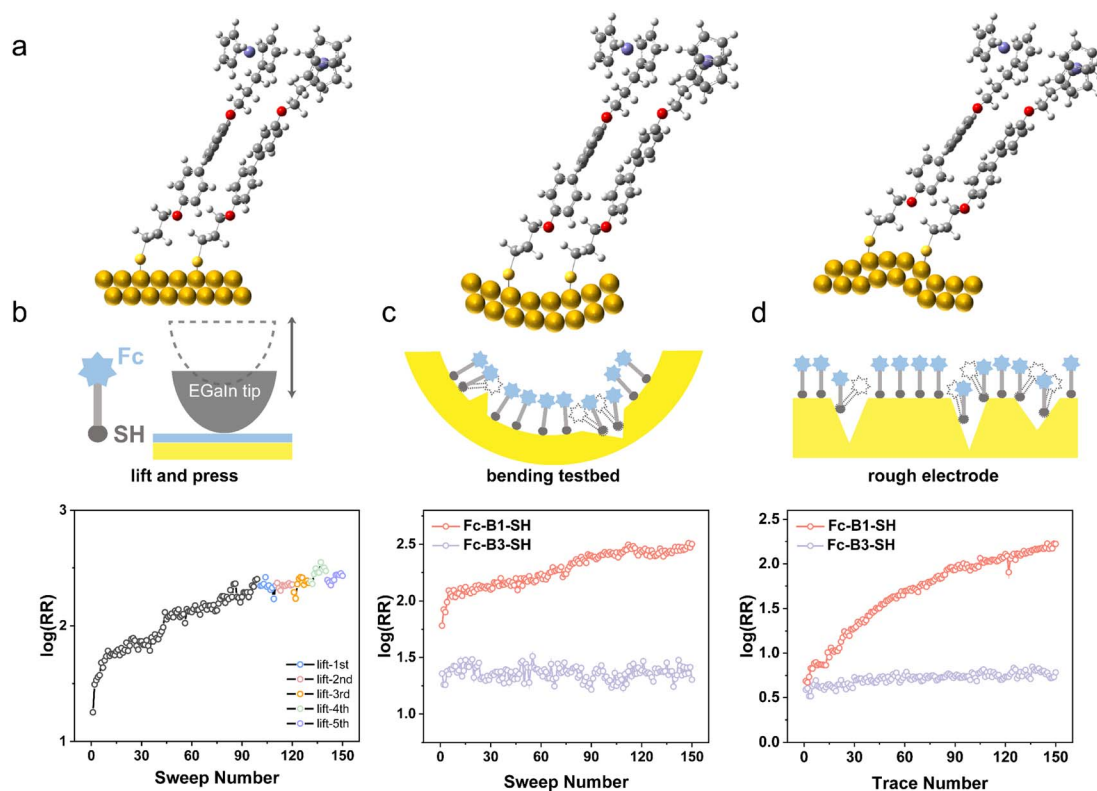 a
b
Fc
SH
EGaIn tip
lift and press
c
bending testbed
d
rough electrode
log(RR)
3
2
1
0
30
60
90
120
150
Sweep Number
lift-1st
lift-2nd
lift-3rd
lift-4th
lift-5th
Fc-B1-SH
Fc-B3-SH
log(RR)
2.5
2.0
1.5
1.0
0
30
60
90
120
150
Sweep Number
Fc-B1-SH
Fc-B3-SH
log(RR)
2.5
2.0
1.5
1.0
0.5
0.0
0
30
60
90
120
150
Trace Number